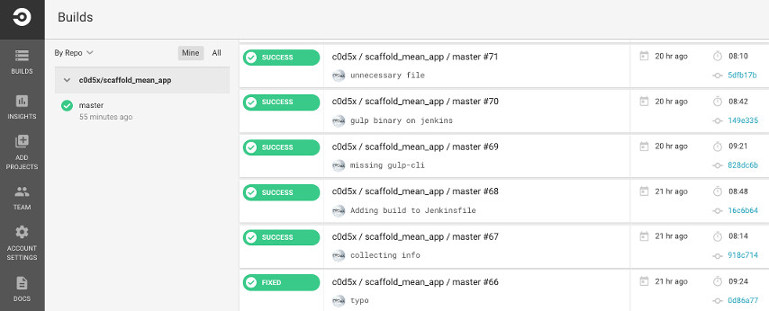 Builds
By Repo
Mine
All
c0d5x/scaffold_mean_app
master
55 minutes ago
BUILDS
INSIGHTS
ADD
PROJECTS
TEAM
ACCOUNT
SETTINGS
DOCS
SUCCESS
c0d5x / scaffold_mean_app / master #71
20 hr ago
08:10
unnecessary file
5dfb17b
SUCCESS
c0d5x / scaffold_mean_app / master #70
20 hr ago
08:42
gulp binary on jenkins
149e335
SUCCESS
c0d5x / scaffold_mean_app / master #69
20 hr ago
09:21
missing gulp-cli
828dc6b
SUCCESS
c0d5x / scaffold_mean_app / master #68
21 hr ago
08:48
Adding build to Jenkinsfile
16c6b64
SUCCESS
c0d5x / scaffold_mean_app / master #67
21 hr ago
08:14
collecting info
918c714
FIXED
c0d5x / scaffold_mean_app / master #66
21 hr ago
09:24
typo
0d86a77